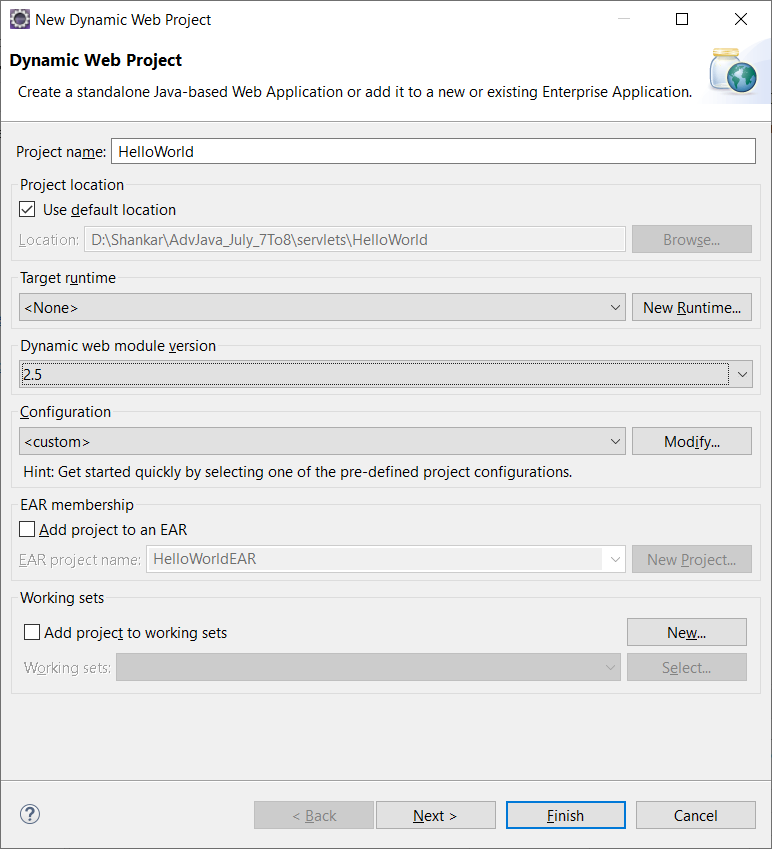 New Dynamic Web Project
Dynamic Web Project
Create a standalone Java-based Web Application or add it to a new or existing Enterprise Application.
Project name: HelloWorld
Project location
Use default location
Location: D:\Shankar\AdvJava_July_7To8\servlets\HelloWorld Browse...
Target runtime
<None> New Runtime...
Dynamic web module version
2.5
Configuration
<custom> Modify...
Hint: Get started quickly by selecting one of the pre-defined project configurations.
EAR membership
Add project to an EAR
EAR project name: HelloWorldEAR New Project...
Working sets
Add project to working sets New...
Working sets: Select...
? < Back Next > Finish Cancel